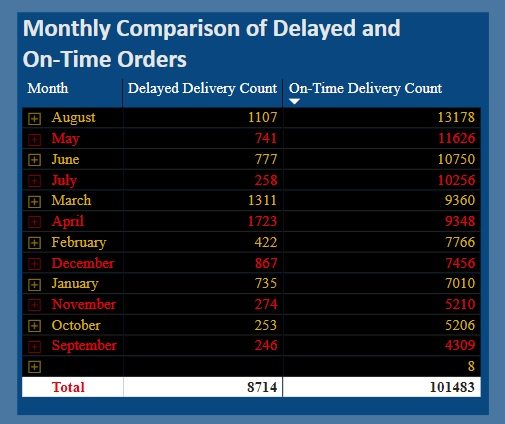 Monthly Comparison of Delayed and
On-Time Orders
Month Delayed Delivery Count On-Time Delivery Count
August 1107 13178
May 741 11626
June 777 10750
July 258 10256
March 1311 9360
April 1723 9348
February 422 7766
December 867 7456
January 735 7010
November 274 5210
October 253 5206
September 246 4309
8
Total 8714 101483